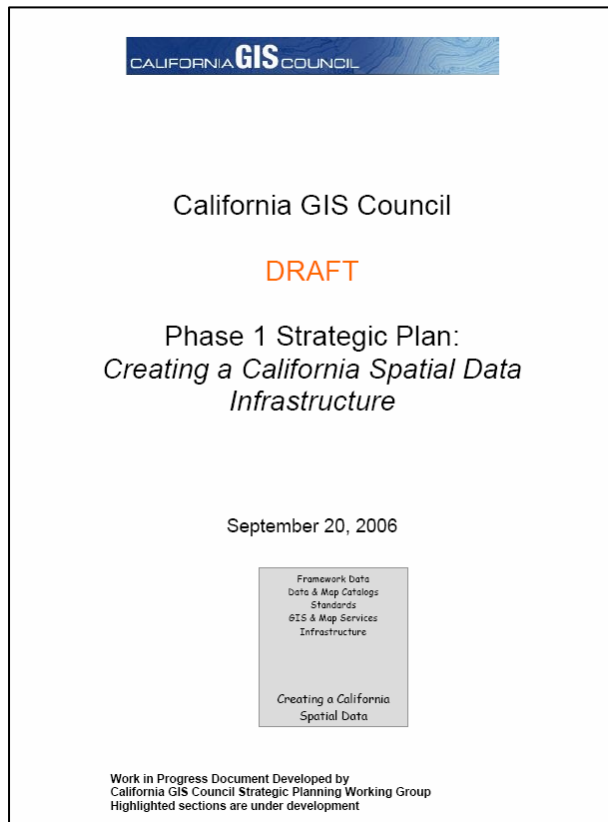 CALIFORNIA GIS COUNCIL
California GIS Council
DRAFT
Phase 1 Strategic Plan:
Creating a California Spatial Data
Infrastructure
September 20, 2006
Framework Data
Data & Map Catalogs
Standards
GIS & Map Services
Infrastructure
Creating a California
Spatial Data
Work in Progress Document Developed by
California GIS Council Strategic Planning Working Group
Highlighted sections are under development